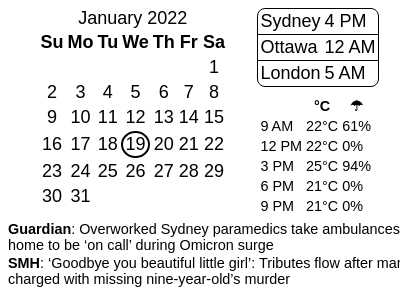 January 2022
Su Mo Tu We Th Fr Sa
1
2 3 4 5 6 7 8
9 10 11 12 13 14 15
16 17 18 19 20 21 22
23 24 25 26 27 28 29
30 31
Sydney 4 PM
Ottawa 12 AM
London 5 AM
°C ☂
9 AM 22°C 61%
12 PM 22°C 0%
3 PM 25°C 94%
6 PM 21°C 0%
9 PM 21°C 0%
Guardian: Overworked Sydney paramedics take ambulances
home to be ‘on call’ during Omicron surge
SMH: ‘Goodbye you beautiful little girl’: Tributes flow after
charged with missing nine-year-old’s murder